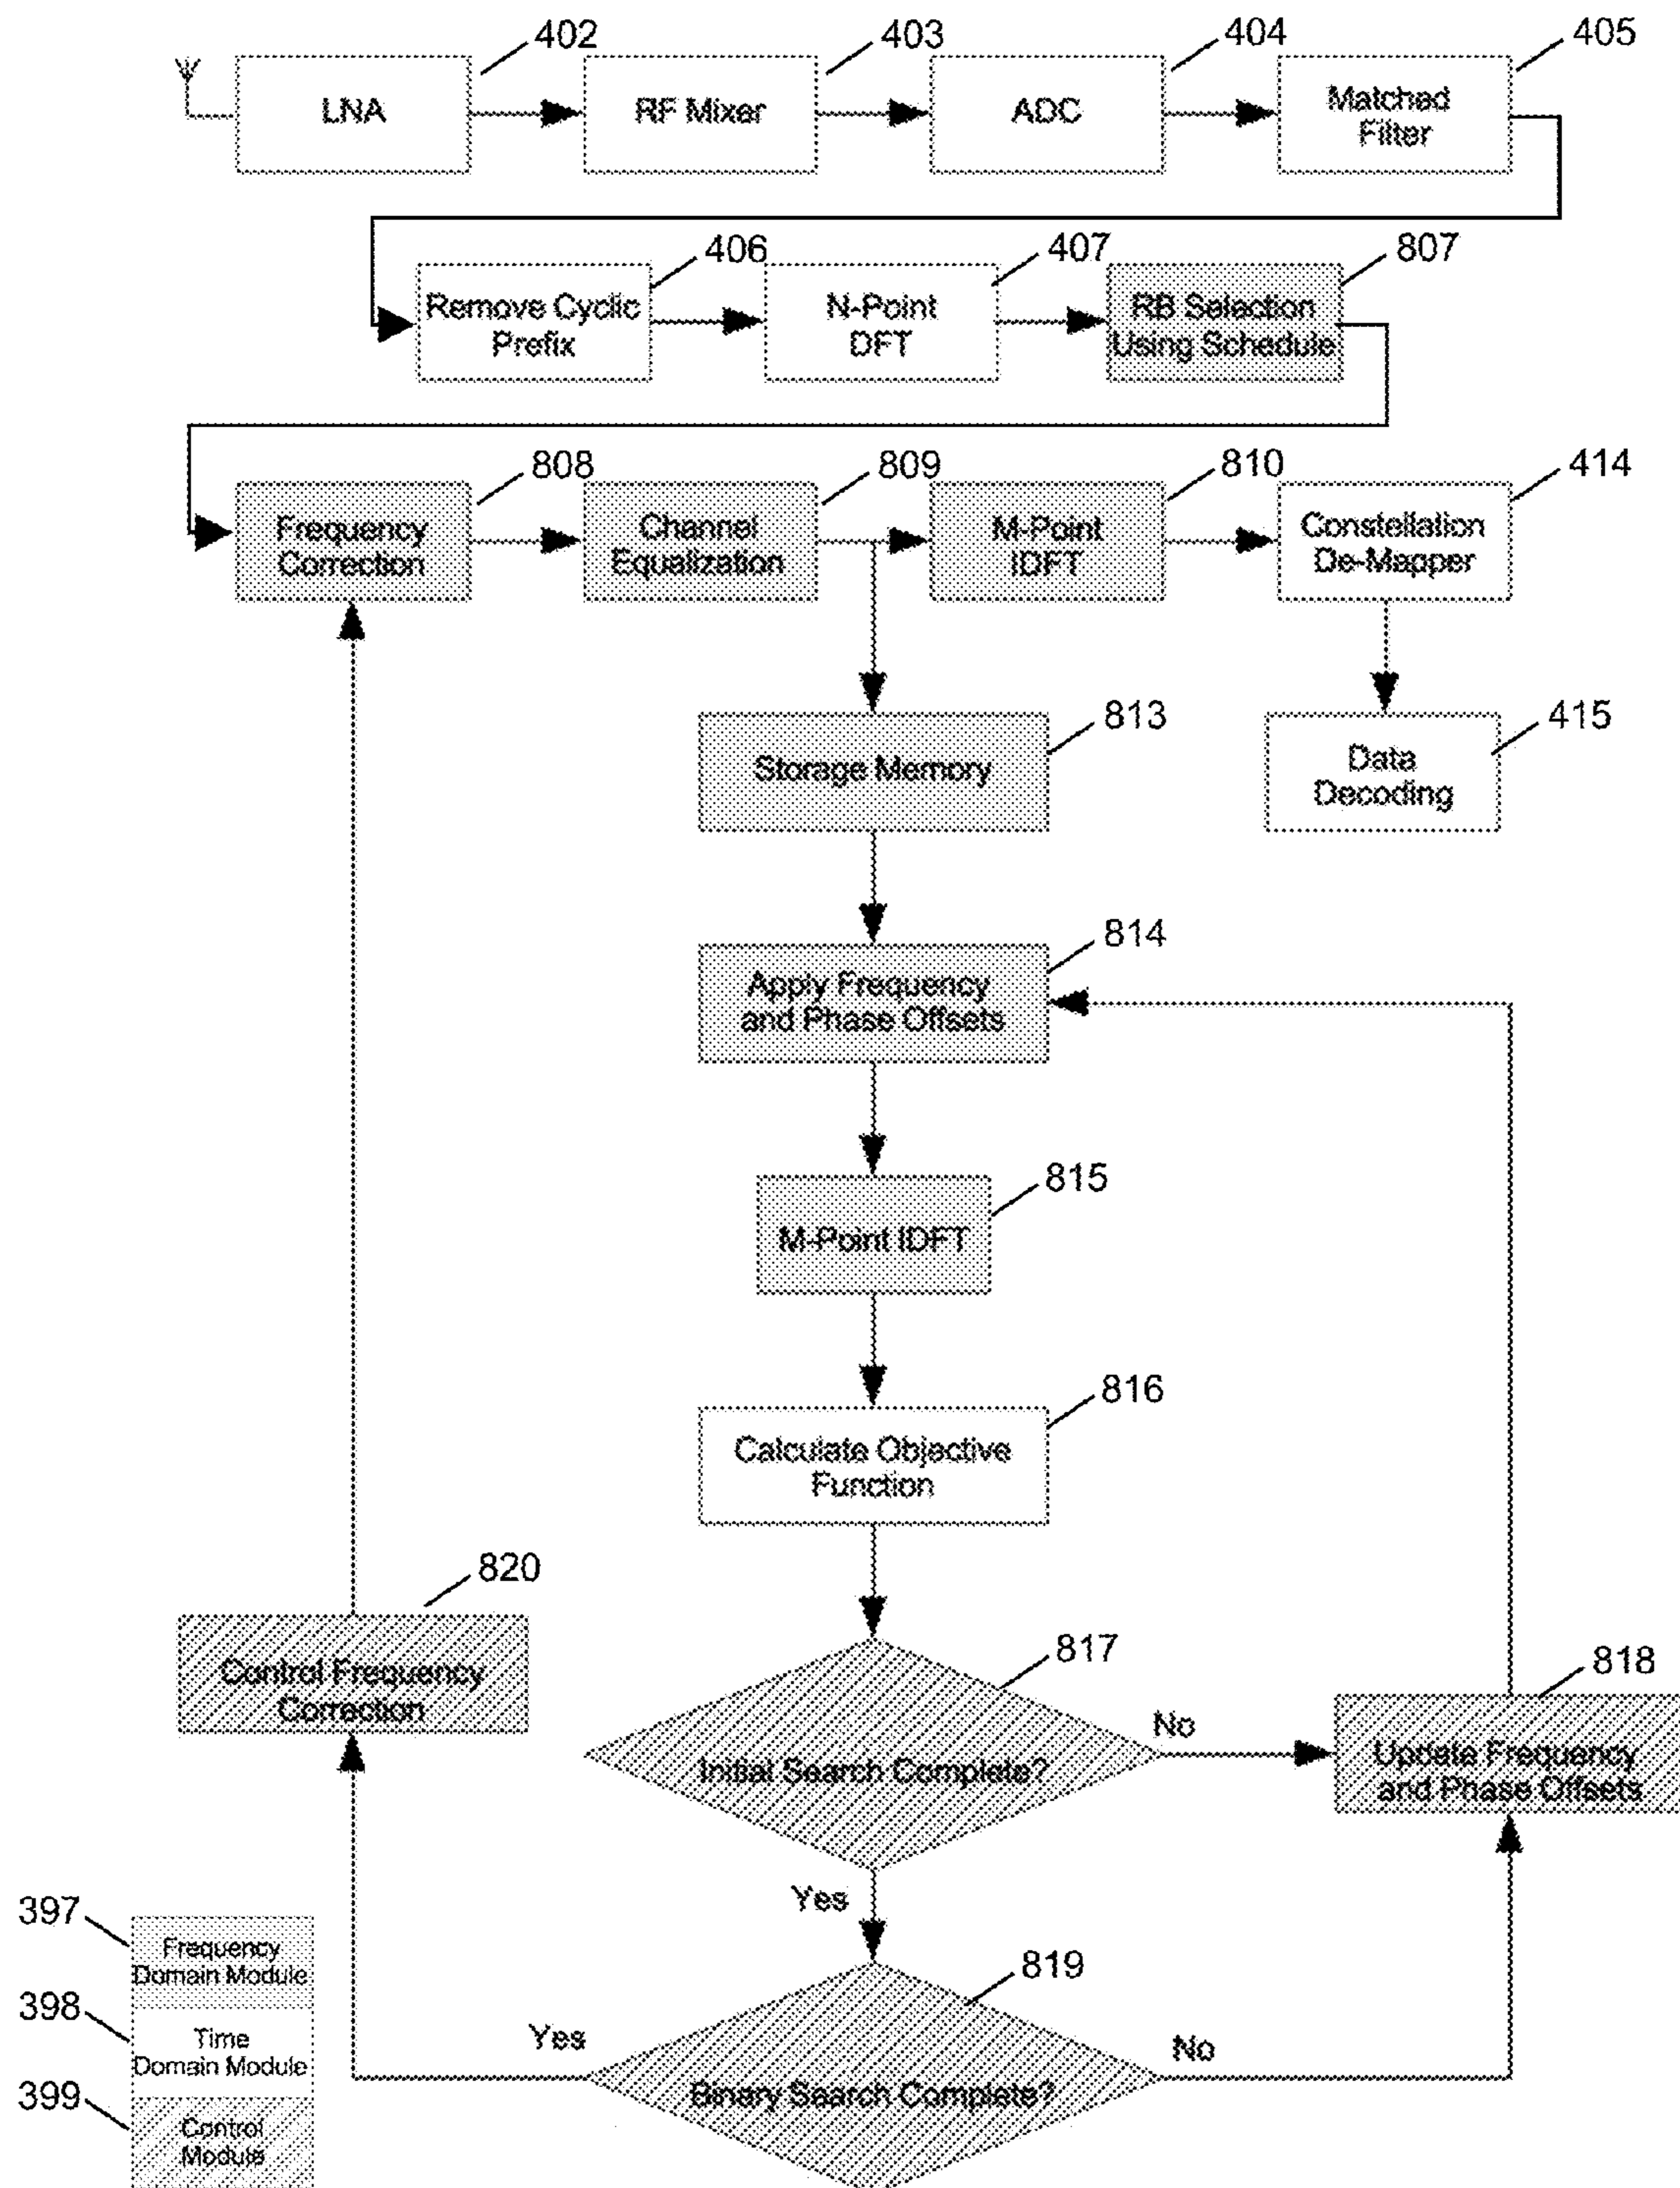 402
403
404
405
LNA
RF Mixer
ADC
Matched
Filter
406
407
807
Remove Cyclic
Prefix
N-Point
DFT
RB Selection
Using Schedule
808
809
810
414
Frequency
Correction
Channel
Equalization
M-Point
IDFT
Constellation
De-Mapper
813
415
Storage Memory
Data
Decoding
814
Apply Frequency
and Phase Offsets
815
M-Point IDFT
816
Calculate Objective
Function
820
817
818
Control Frequency
Correction
No
Initial Search Complete?
Update Frequency
and Phase Offsets
Yes
397
Frequency
Domain Module
819
398
Time
Domain Module
Yes
No
399
Control
Module
Binary Search Complete?